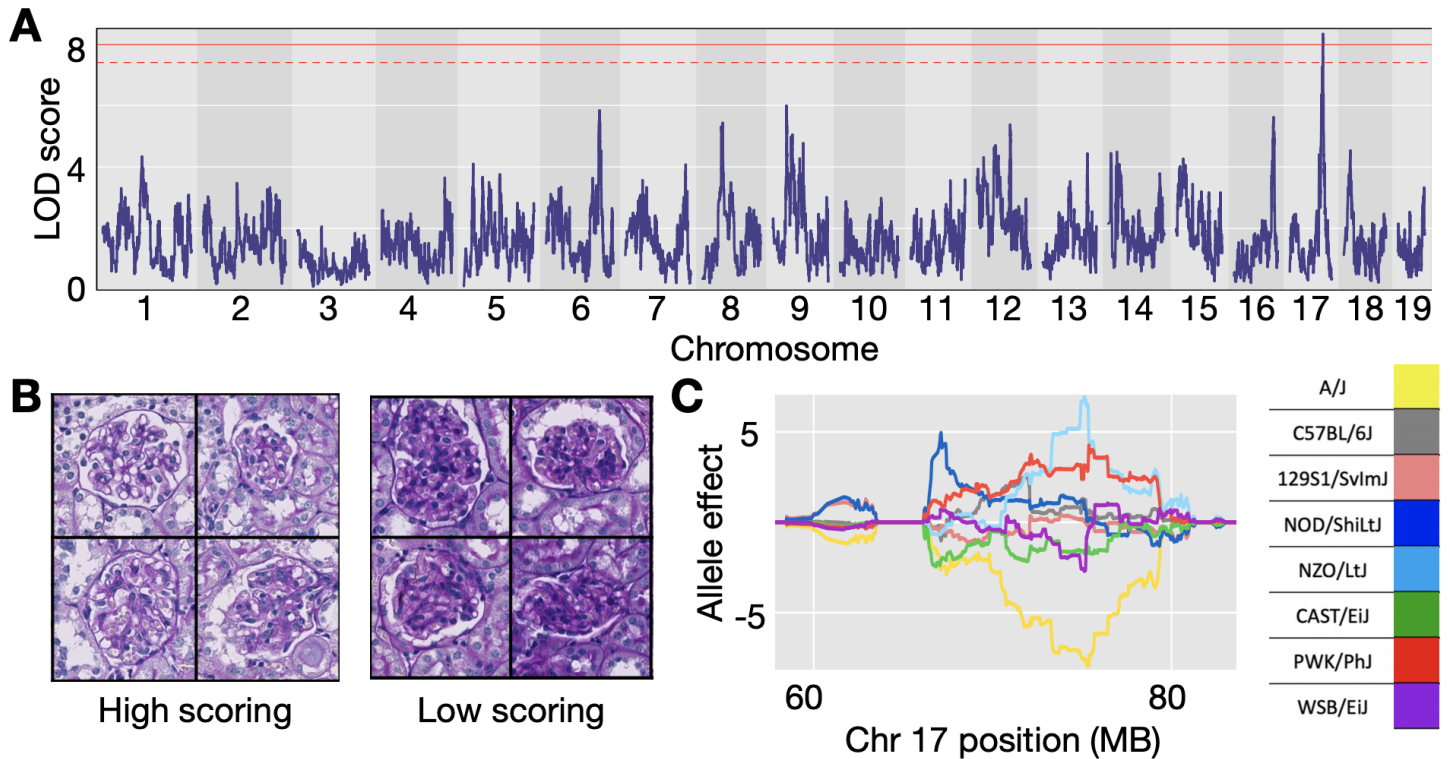 A
8
4
0
LOD score
1 2 3 4 5 6 7 8 9 10 11 12 13 14 15 16 17 18 19
Chromosome
B
High scoring
Low scoring
C
5
-5
Allele effect
60 80
Chr 17 position (MB)
A/J
C57BL/6J
129S1/SvImJ
NOD/ShiLtJ
NZO/LtJ
CAST/EiJ
PWK/PhJ
WSB/EiJ